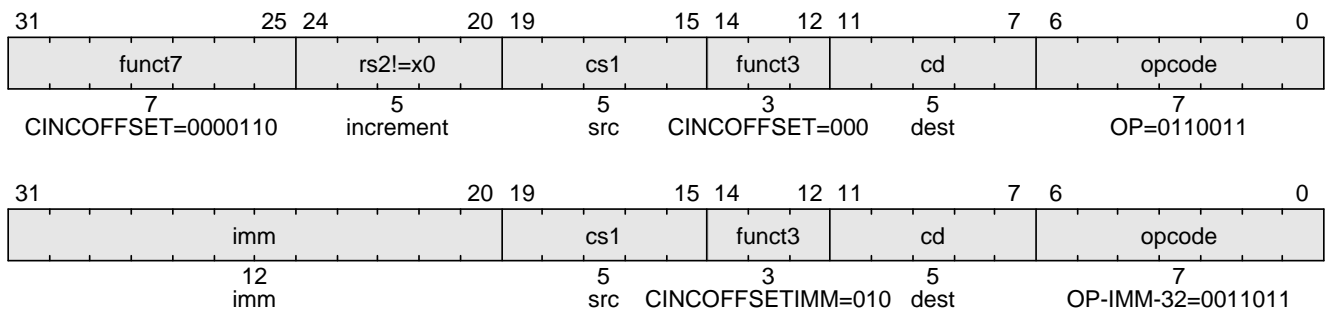 31 25 24 20 19 15 14 12 11 7 6 0
funct7 rs2!=x0 cs1 funct3 cd opcode
7 5 5 3 5 7
CINCOFFSET=0000110 increment src CINCOFFSET=000 dest OP=0110011
31 20 19 15 14 12 11 7 6 0
imm cs1 funct3 cd opcode
12 5 3 5 7
imm src CINCOFFSETIMM=010 dest OP-IMM-32=0011011